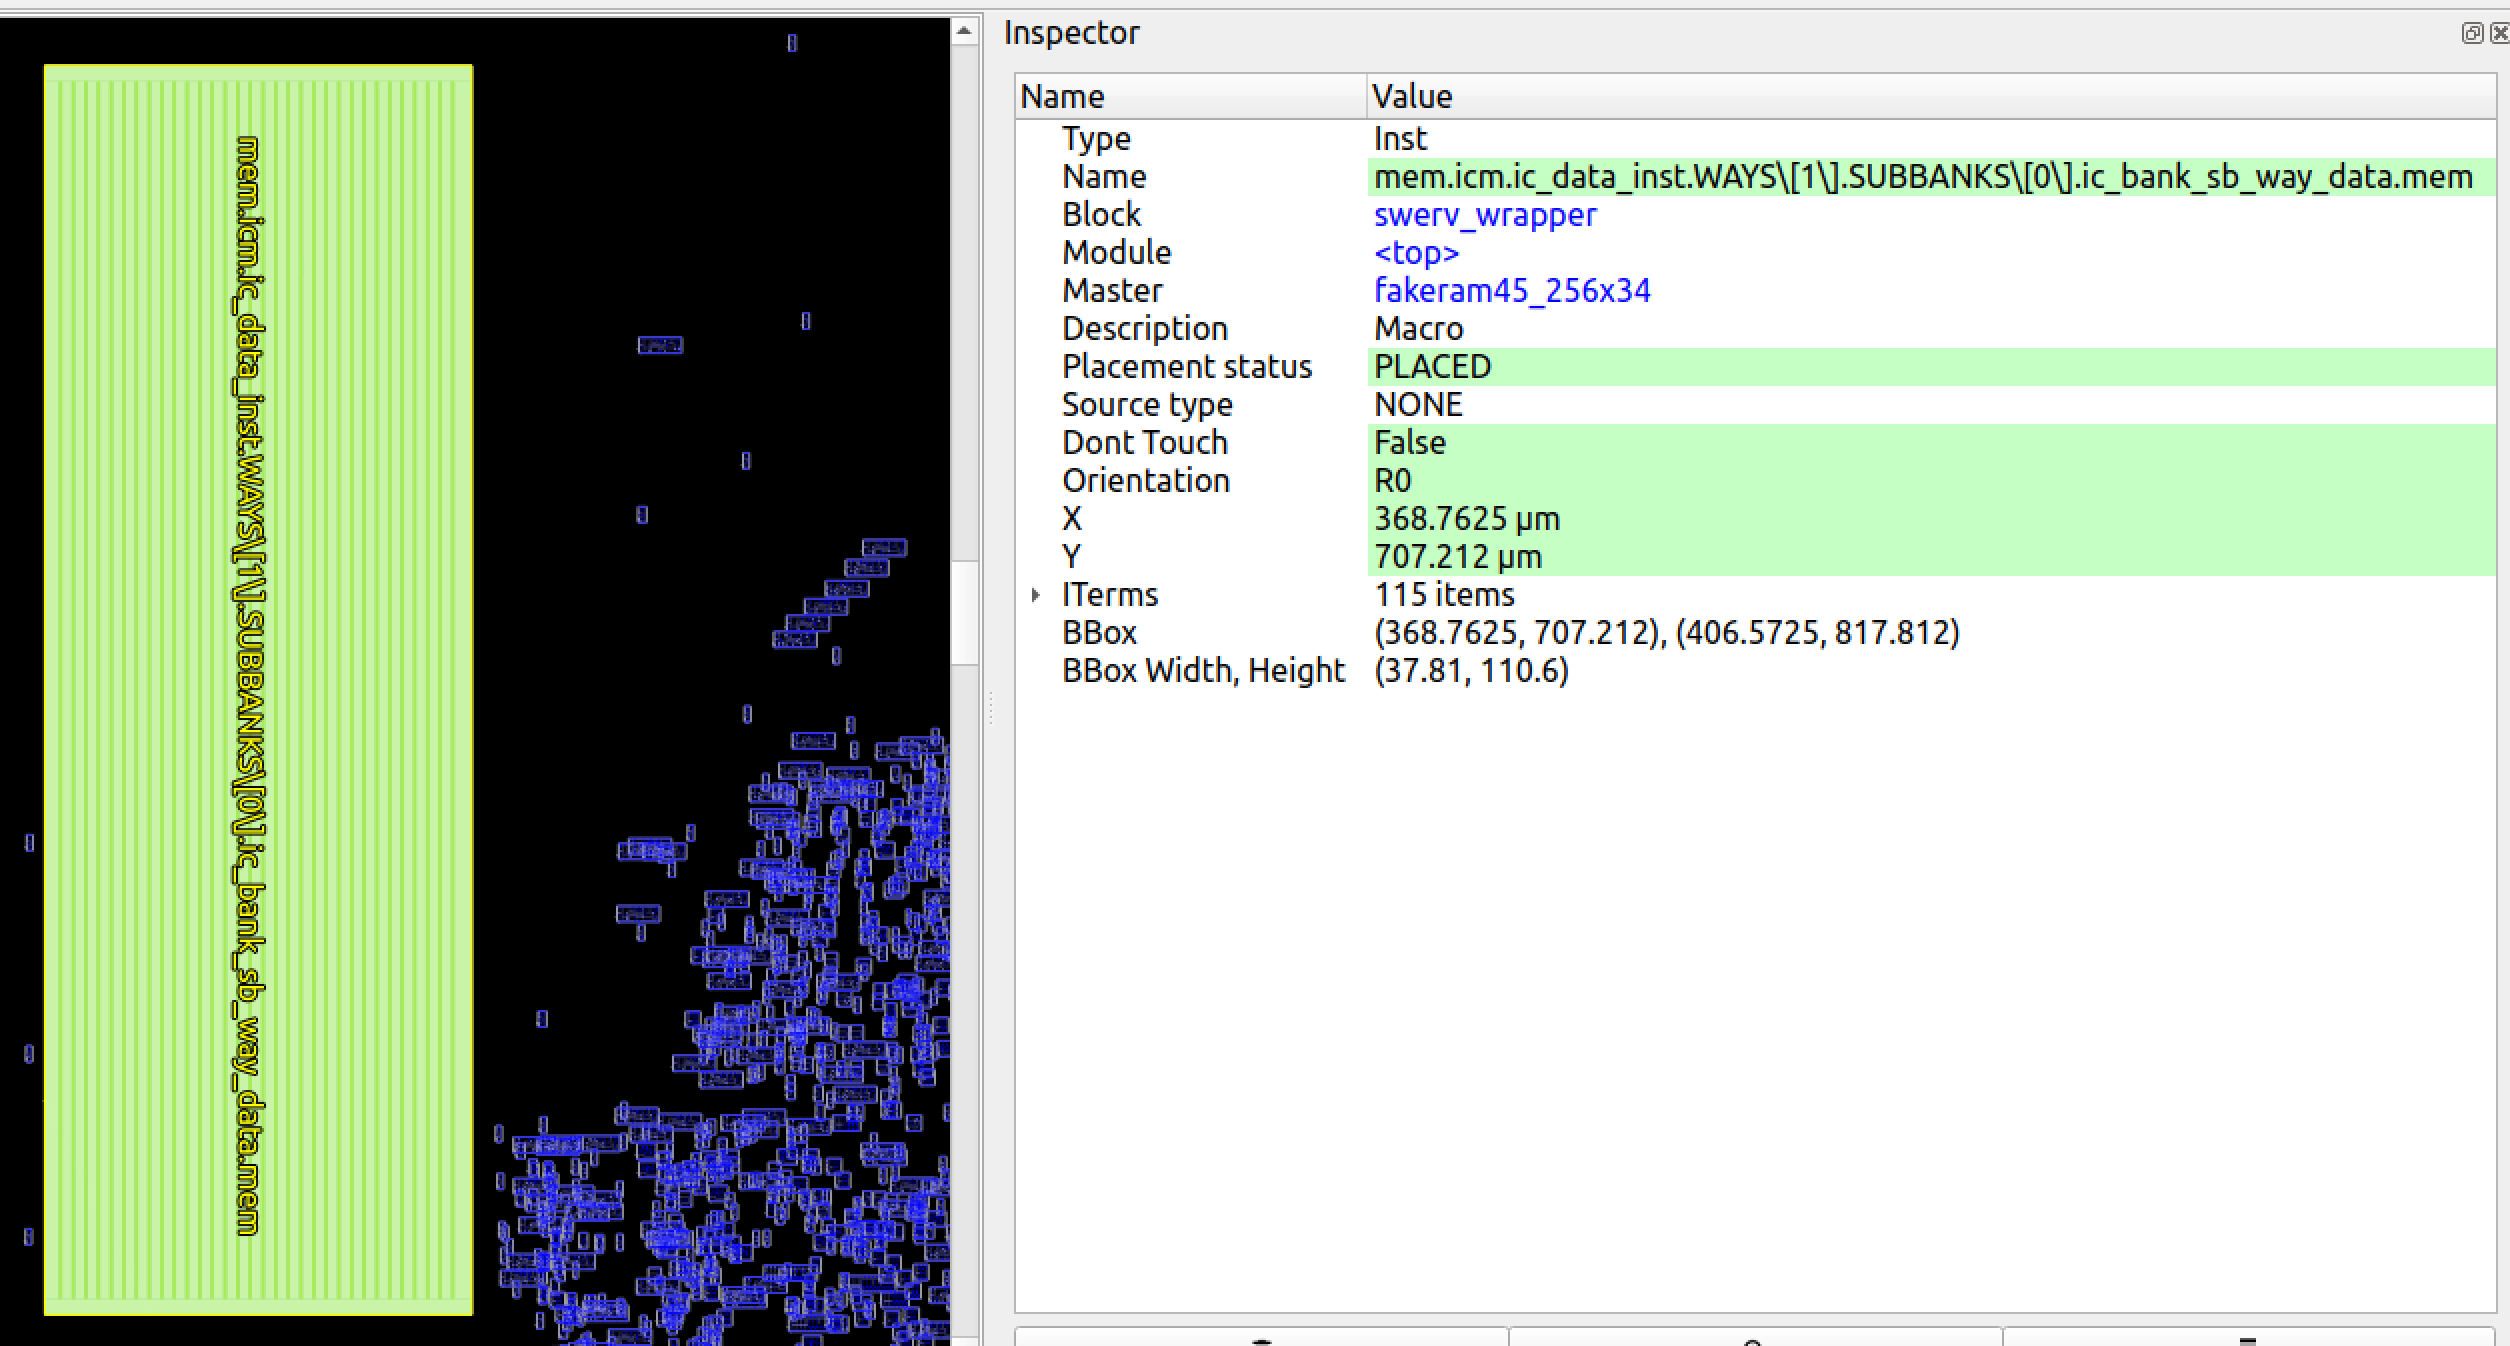 mem.icm.ic_data_inst.WAYS\[1\].SUBBANKS\[0\].ic_bank_sb_way_data.mem
Inspector
Name Value
Type Inst
Name mem.icm.ic_data_inst.WAYS\[1\].SUBBANKS\[0\].ic_bank_sb_way_data.mem
Block swerv_wrapper
Module <top>
Master fakeram45_256x34
Description Macro
Placement status PLACED
Source type NONE
Dont Touch False
Orientation R0
X 368.7625 μm
Y 707.212 μm
ITerms 115 items
BBox (368.7625, 707.212), (406.5725, 817.812)
BBox Width, Height (37.81, 110.6)